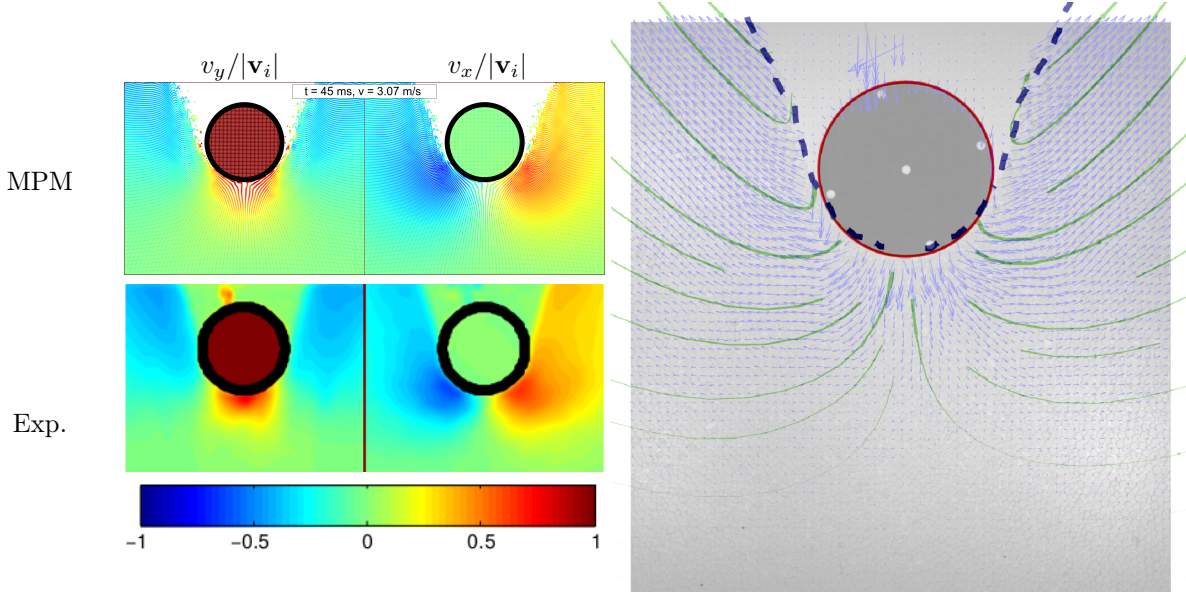 v_y/|v_i| v_x/|v_i|
t = 45 ms, v = 3.07 m/s
MPM
Exp.
−1 −0.5 0 0.5 1